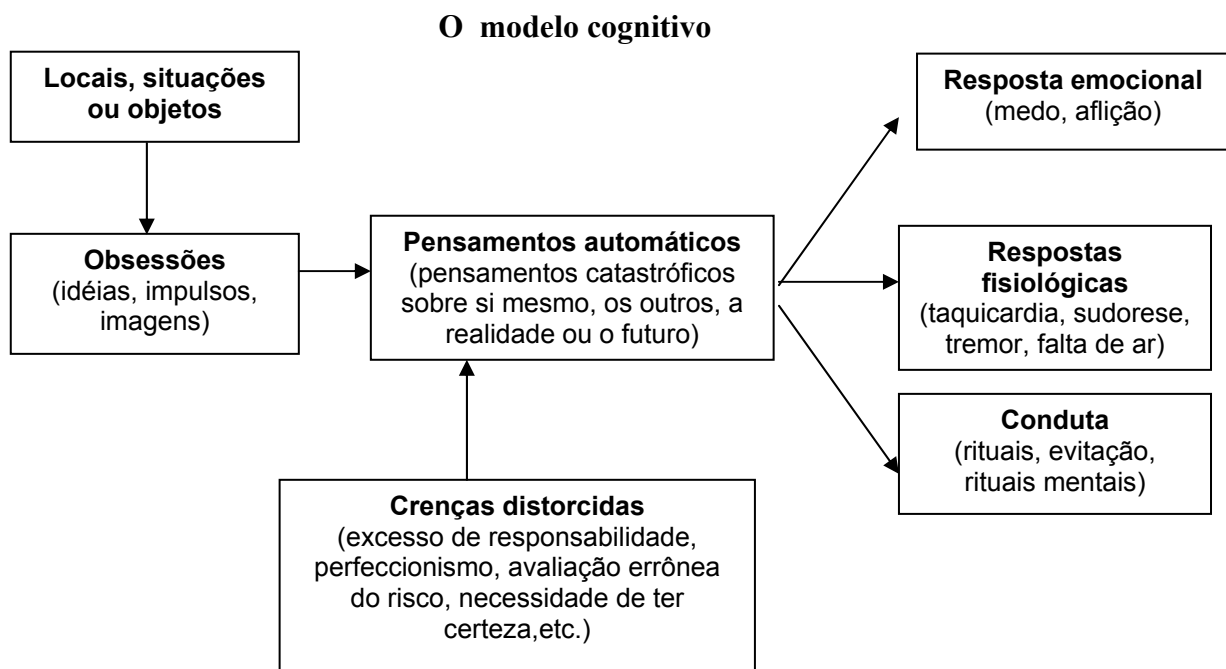 O modelo cognitivo
Locais, situações
ou objetos
Obsessões
(idéias, impulsos,
imagens)
Pensamentos automáticos
(pensamentos catastróficos
sobre si mesmo, os outros, a
realidade ou o futuro)
Crenças distorcidas
(excesso de responsabilidade,
perfeccionismo, avaliação errônea
do risco, necessidade de ter
certeza,etc.)
Resposta emocional
(medo, aflição)
Respostas
fisiológicas
(taquicardia, sudorese,
tremor, falta de ar)
Conduta
(rituais, evitação,
rituais mentais)